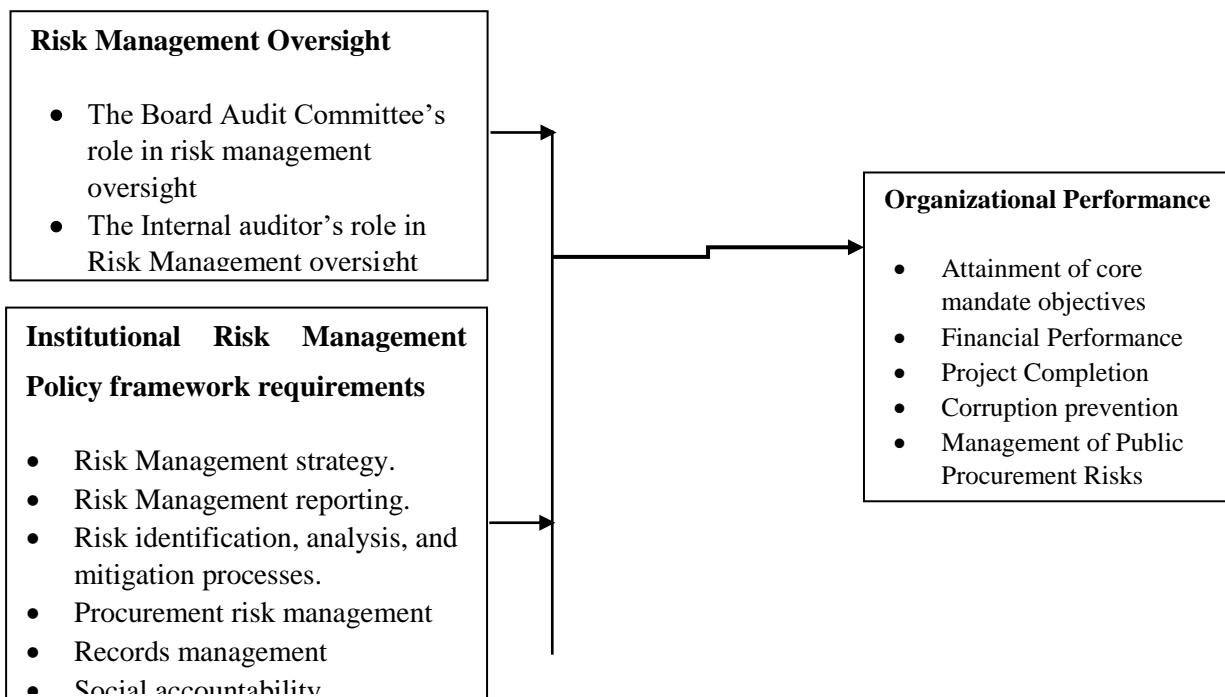 Risk Management Oversight
• The Board Audit Committee’s
role in risk management
oversight
• The Internal auditor’s role in
Risk Management oversight
Institutional Risk Management
Policy framework requirements
• Risk Management strategy.
• Risk Management reporting.
• Risk identification, analysis, and
mitigation processes.
• Procurement risk management
• Records management
• Social accountability
Organizational Performance
• Attainment of core
mandate objectives
• Financial Performance
• Project Completion
• Corruption prevention
• Management of Public
Procurement Risks